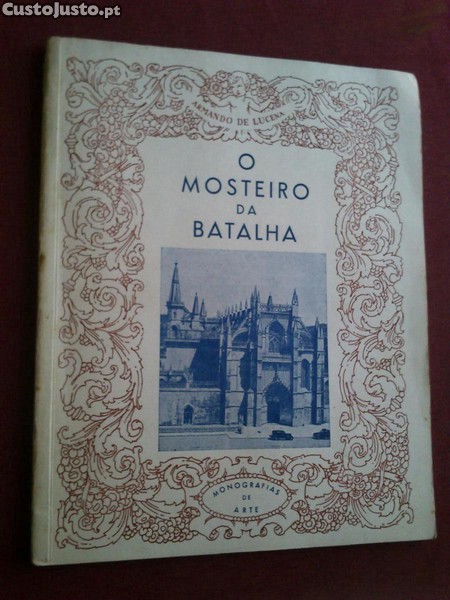 CustoJusto.pt
ARMANDO DE LUCENA
O
MOSTEIRO
DA
BATALHA
MONOGRAFIAS
DE
ARTE